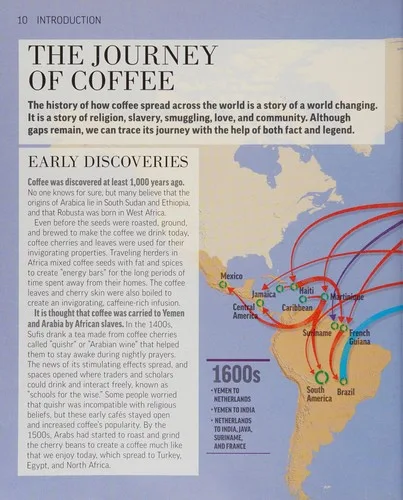 10 INTRODUCTION
THE JOURNEY
OF COFFEE
The history of how coffee spread across the world is a story of a world changing.
It is a story of religion, slavery, smuggling, love, and community. Although
gaps remain, we can trace its journey with the help of both fact and legend.
EARLY DISCOVERIES
Coffee was discovered at least 1,000 years ago.
No one knows for sure, but many believe that the
origins of Arabica lie in South Sudan and Ethiopia,
and that Robusta was born in West Africa.
Even before the seeds were roasted, ground,
and brewed to make the coffee we drink today,
coffee cherries and leaves were used for their
invigorating properties. Traveling herders in
Africa mixed coffee seeds with fat and spices
to create "energy bars" for the long periods of
time spent away from their homes. The coffee
leaves and cherry skin were also boiled to
create an invigorating, caffeine-rich infusion.
It is thought that coffee was carried to Yemen
and Arabia by African slaves. In the 1400s,
Sufis drank a tea made from coffee cherries
called "quishr" or "Arabian wine" that helped
them to stay awake during nightly prayers.
The news of its stimulating effects spread, and
spaces opened where traders and scholars
could drink and interact freely, known as
"schools for the wise." Some people worried
that quishr was incompatible with religious
beliefs, but these early cafés stayed open
and increased coffee's popularity. By the
1500s, Arabs had started to roast and grind
the cherry beans to create a coffee much like
that we enjoy today, which spread to Turkey,
Egypt, and North Africa.
Mexico
Jamaica
Haiti
Martinique
Central
America
Caribbean
Suriname
French
Guiana
South
America
Brazil
1600s
• YEMEN TO
NETHERLANDS
• YEMEN TO INDIA
• NETHERLANDS
TO INDIA, JAVA,
SURINAME,
AND FRANCE